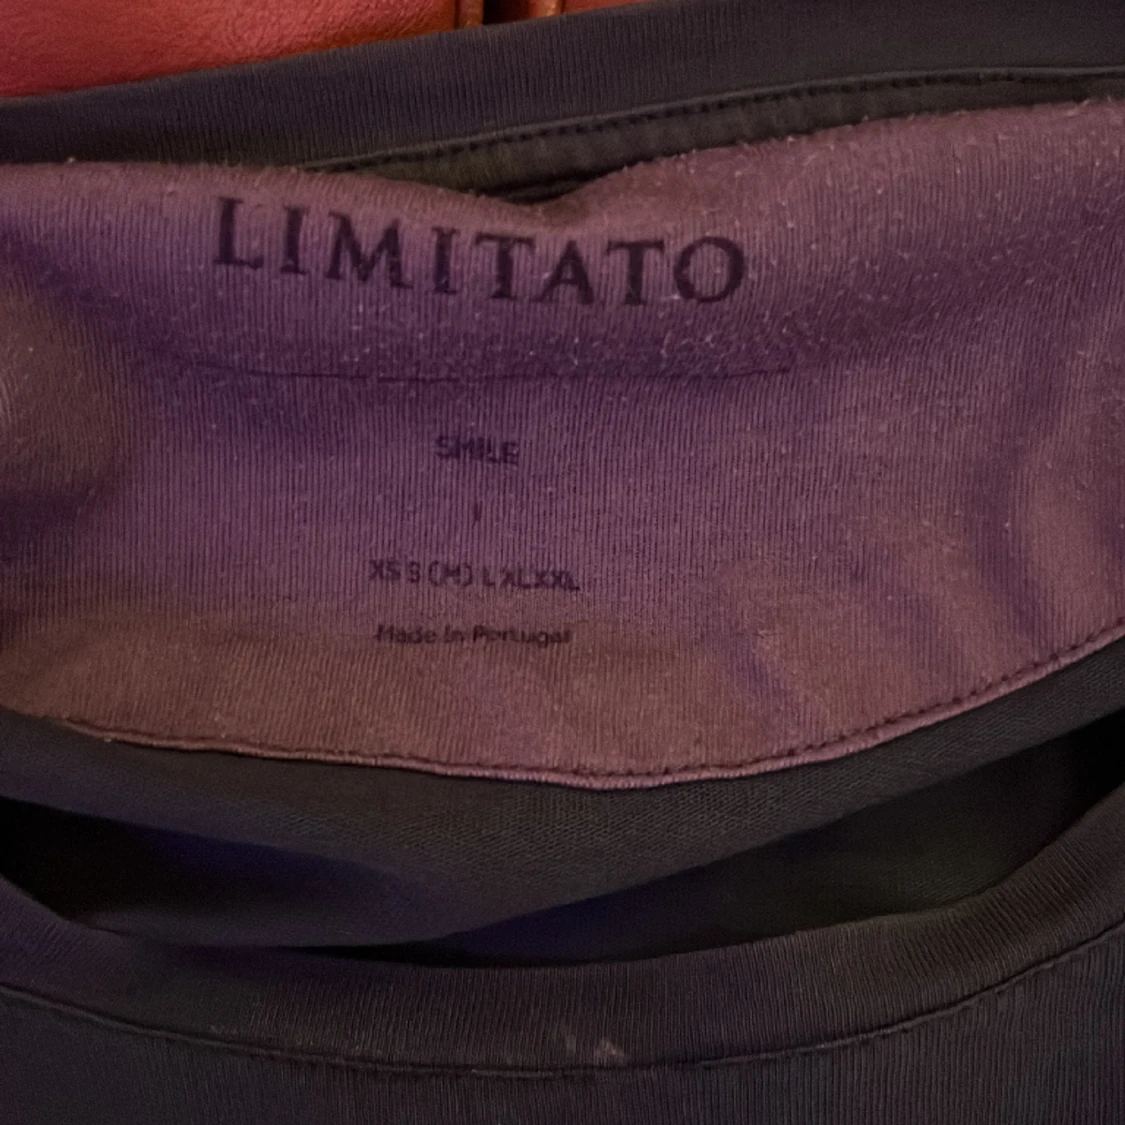 LIMITATO
SMILE
XS S (M) L XL XXL
Made in Portugal